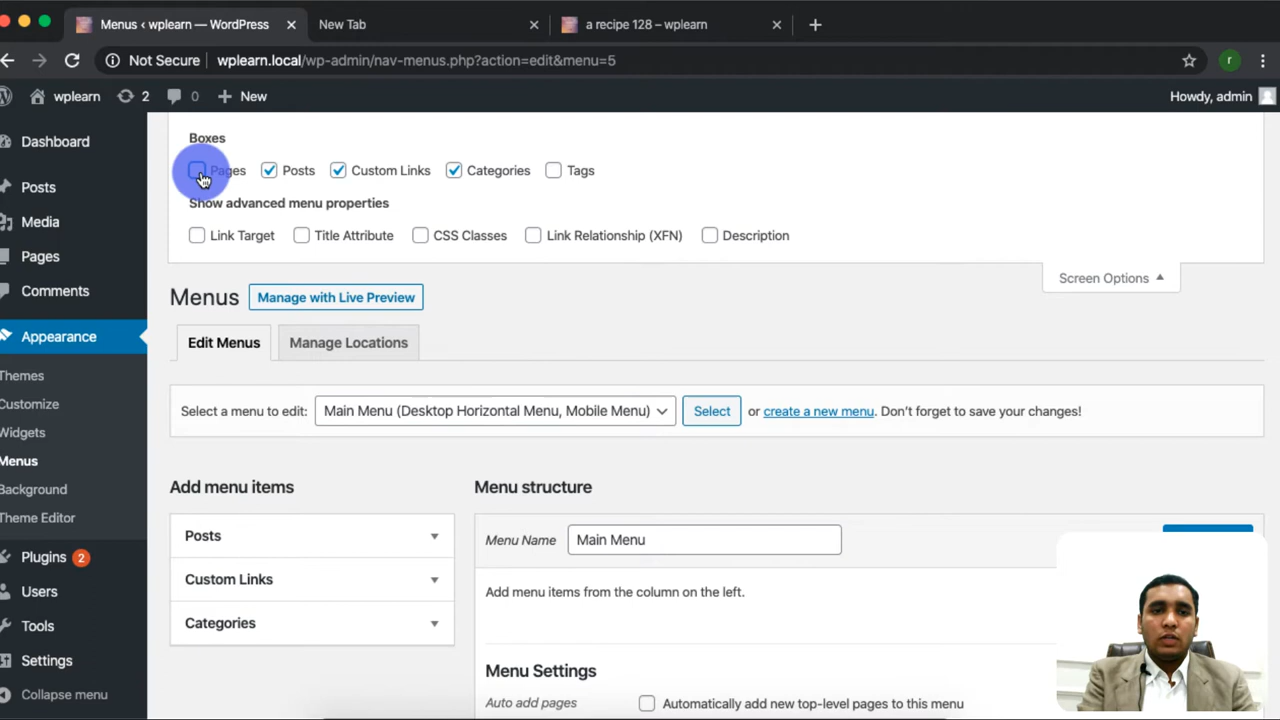 Menus ‹ wplearn — WordPress
New Tab
a recipe 128 – wplearn
Not Secure wplearn.local/wp-admin/nav-menus.php?action=edit&menu=5
r
wplearn 2 0 New Howdy, admin
Dashboard
Posts
Media
Pages
Comments
Appearance
Themes
Customize
Widgets
Menus
Background
Theme Editor
Plugins 2
Users
Tools
Settings
Collapse menu
Boxes
Pages Posts Custom Links Categories Tags
Show advanced menu properties
Link Target Title Attribute CSS Classes Link Relationship (XFN) Description
Screen Options
Menus Manage with Live Preview
Edit Menus Manage Locations
Select a menu to edit: Main Menu (Desktop Horizontal Menu, Mobile Menu) Select or create a new menu. Don't forget to save your changes!
Add menu items
Posts
Custom Links
Categories
Menu structure
Menu Name Main Menu
Add menu items from the column on the left.
Menu Settings
Auto add pages Automatically add new top-level pages to this menu